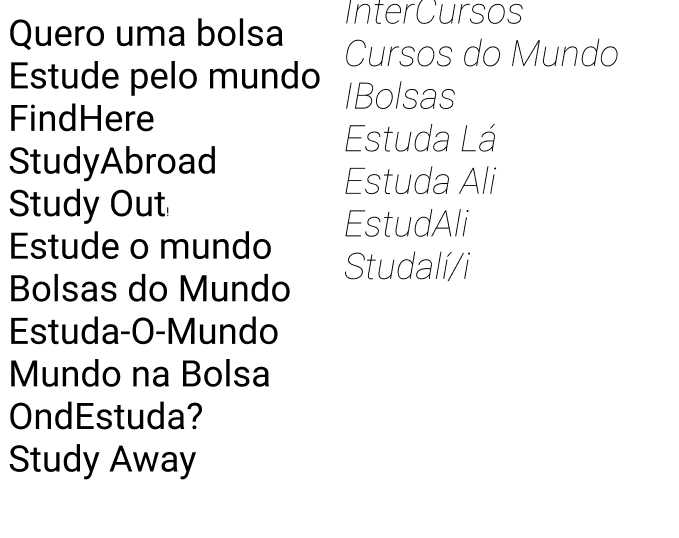 Quero uma bolsa
Estude pelo mundo
FindHere
StudyAbroad
Study Out!
Estude o mundo
Bolsas do Mundo
Estuda-O-Mundo
Mundo na Bolsa
OndEstuda?
Study Away
InterCursos
Cursos do Mundo
IBolsas
Estuda Lá
Estuda Ali
EstudAli
Studalí/i